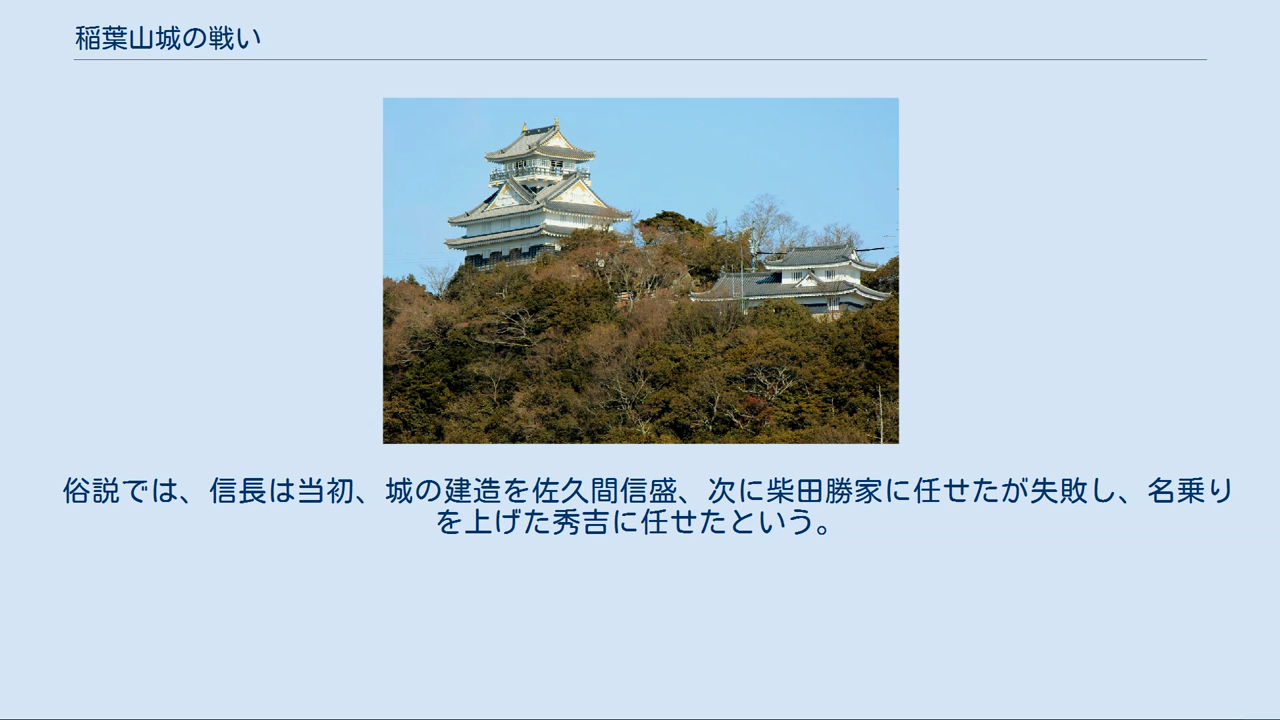 稲葉山城の戦い
俗説では、信長は当初、城の建造を佐久間信盛、次に柴田勝家に任せたが失敗し、名乗り
を上げた秀吉に任せたという。